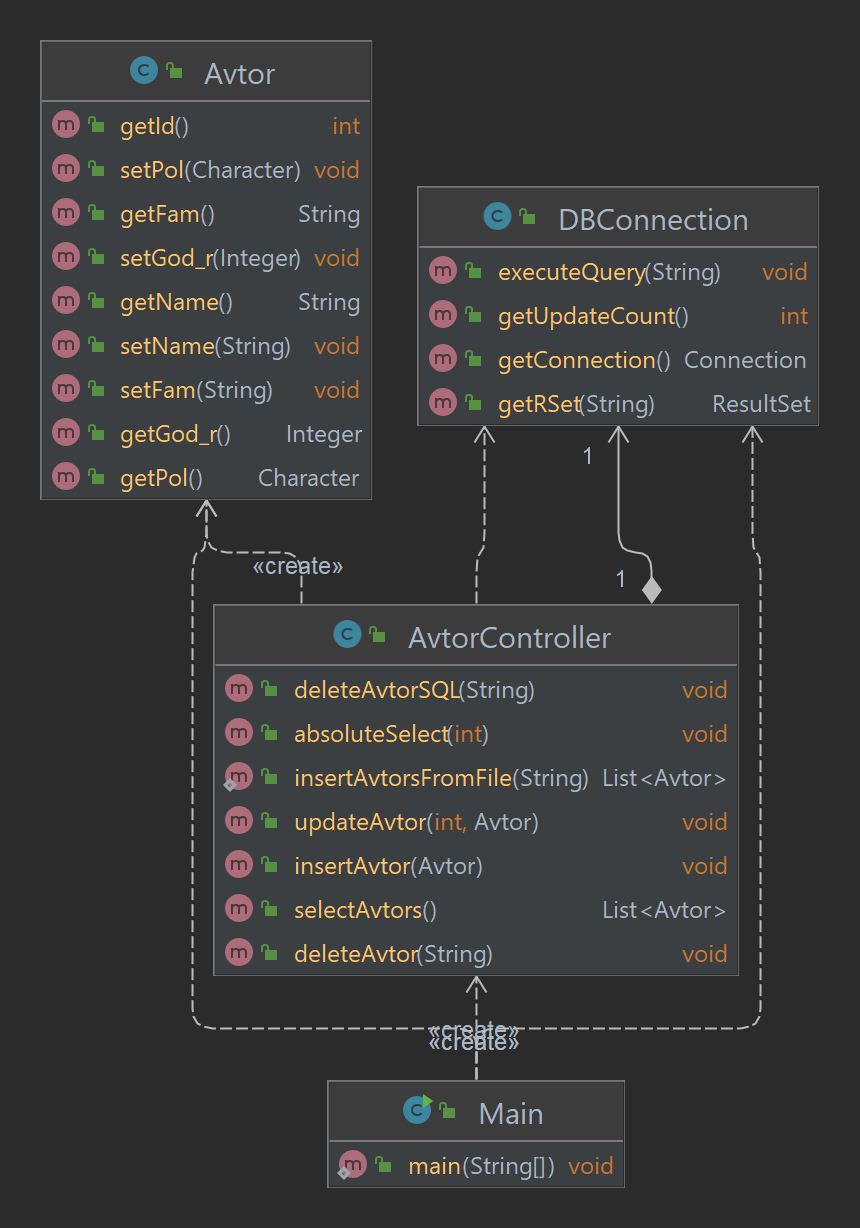 Avtor
getId() int
setPol(Character) void
getFam() String
setGod_r(Integer) void
getName() String
setName(String) void
setFam(String) void
getGod_r() Integer
getPol() Character
DBConnection
executeQuery(String) void
getUpdateCount() int
getConnection() Connection
getRSet(String) ResultSet
1
«create»
1
AvtorController
deleteAvtorSQL(String) void
absoluteSelect(int) void
insertAvtorsFromFile(String) List<Avtor>
updateAvtor(int, Avtor) void
insertAvtor(Avtor) void
selectAvtors() List<Avtor>
deleteAvtor(String) void
«create»
«create»
Main
main(String[]) void